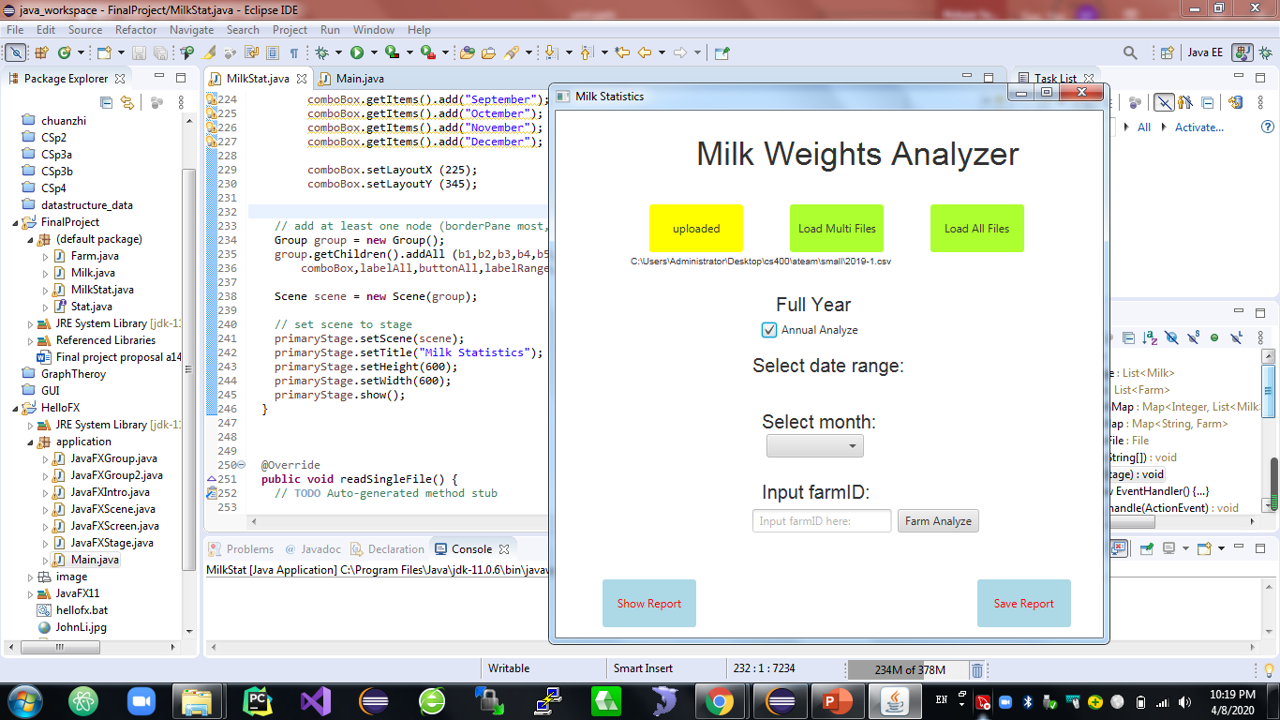 java_workspace - FinalProject/MilkStat.java - Eclipse IDE
File Edit Source Refactor Navigate Search Project Run Window Help
Java EE
Package Explorer
chuanzhi
CSp2
CSp3a
CSp3b
CSp4
datastructure_data
FinalProject
(default package)
Farm.java
Milk.java
MilkStat.java
Stat.java
JRE System Library [jdk-11
Referenced Libraries
Final project proposal a14
GraphTheroy
GUI
HelloFX
JRE System Library [jdk-11
application
JavaFXGroup.java
JavaFXGroup2.java
JavaFXIntro.java
JavaFXScene.java
JavaFXScreen.java
JavaFXStage.java
Main.java
image
JavaFX11
hellofx.bat
JohnLi.jpg
MilkStat.java Main.java
224 comboBox.getItems().add("September");
225 comboBox.getItems().add("Octember");
226 comboBox.getItems().add("November");
227 comboBox.getItems().add("December");
228
229 comboBox.setLayoutX (225);
230 comboBox.setLayoutY (345);
231
232
233 // add at least one node (borderPane most,
234 Group group = new Group();
235 group.getChildren().addAll (b1,b2,b3,b4,b5
236 comboBox,labelAll,buttonAll,labelRange
237
238 Scene scene = new Scene(group);
239
240 // set scene to stage
241 primaryStage.setScene(scene);
242 primaryStage.setTitle("Milk Statistics");
243 primaryStage.setHeight(600);
244 primaryStage.setWidth(600);
245 primaryStage.show();
246 }
247
248
249
250 @Override
251 public void readSingleFile() {
252 // TODO Auto-generated method stub
253
Problems Javadoc Declaration Console
MilkStat [Java Application] C:\Program Files\Java\jdk-11.0.6\bin\java
Milk Statistics
Milk Weights Analyzer
uploaded Load Multi Files Load All Files
C:\Users\Administrator\Desktop\cs400\ateam\small\2019-1.csv
Full Year
Annual Analyze
Select date range:
Select month:
Input farmID:
Input farmID here: Farm Analyze
Show Report Save Report
Task List
All Activate...
: List<Milk>
List<Farm>
Map : Map<Integer, List<Milk
Map : Map<String, Farm>
File : File
String[]) : void
tage) : void
w EventHandler() {...}
handle(ActionEvent) : void
Writable Smart Insert 232 : 1 : 7234 234M of 378M
EN
10:19 PM
4/8/2020